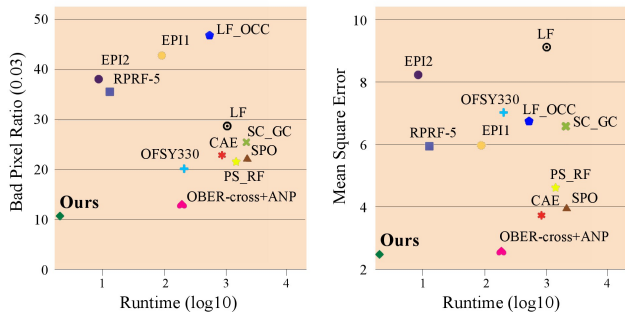 50
40
30
20
10
0
Bad Pixel Ratio (0.03)
LF_OCC
EPI1
EPI2
RPRF-5
LF
SC_GC
CAE
SPO
OFSY330
PS_RF
OBER-cross+ANP
Ours
1 2 3 4
Runtime (log10)
10
8
6
4
2
Mean Square Error
LF
EPI2
OFSY330
LF_OCC
SC_GC
RPRF-5
EPI1
PS_RF
CAE
SPO
OBER-cross+ANP
Ours
1 2 3 4
Runtime (log10)